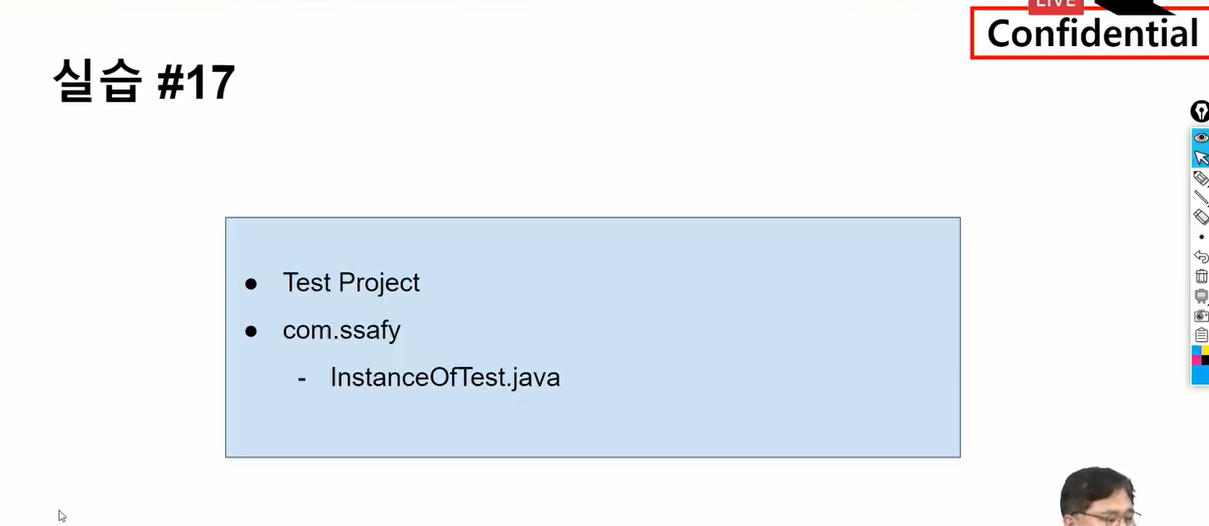 LIVE
Confidential
실습 #17
● Test Project
● com.ssafy
- InstanceOfTest.java